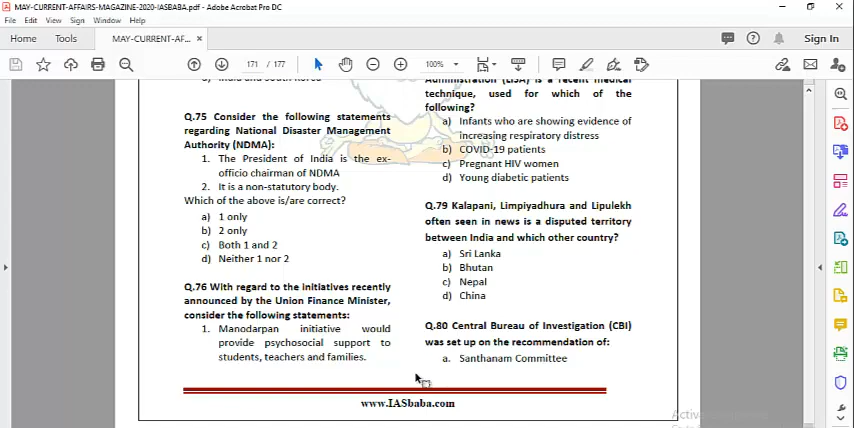 MAY-CURRENT-AFFAIRS-MAGAZINE-2020-IASBABA.pdf - Adobe Acrobat Pro DC
File Edit View Sign Window Help
Home Tools MAY-CURRENT-AF... × Sign In
171 / 177 100%
Q.75 Consider the following statements
regarding National Disaster Management
Authority (NDMA):
1. The President of India is the ex-
officio chairman of NDMA
2. It is a non-statutory body.
Which of the above is/are correct?
a) 1 only
b) 2 only
c) Both 1 and 2
d) Neither 1 nor 2
Q.76 With regard to the initiatives recently
announced by the Union Finance Minister,
consider the following statements:
1. Manodarpan initiative would
provide psychosocial support to
students, teachers and families.
Administration (LISA) is a recent medical
technique, used for which of the
following?
a) Infants who are showing evidence of
increasing respiratory distress
b) COVID-19 patients
c) Pregnant HIV women
d) Young diabetic patients
Q.79 Kalapani, Limpiyadhura and Lipulekh
often seen in news is a disputed territory
between India and which other country?
a) Sri Lanka
b) Bhutan
c) Nepal
d) China
Q.80 Central Bureau of Investigation (CBI)
was set up on the recommendation of:
a. Santhanam Committee
www.IASbaba.com